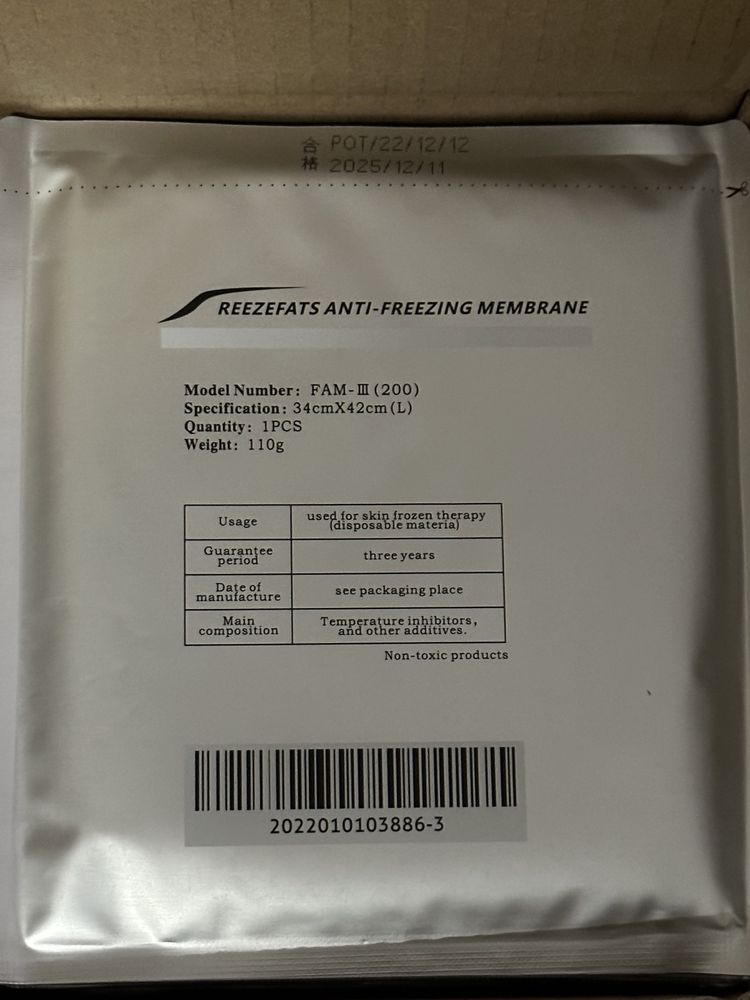 合格 POT/22/12/12
2025/12/11
REEZEFATS ANTI-FREEZING MEMBRANE
Model Number: FAM-Ⅲ(200)
Specification: 34cmX42cm(L)
Quantity: 1PCS
Weight: 110g
Usage
used for skin frozen therapy
(disposable materia)
Guarantee
period
three years
Date of
manufacture
see packaging place
Main
composition
Temperature inhibitors,
and other additives.
Non-toxic products
2022010103886-3